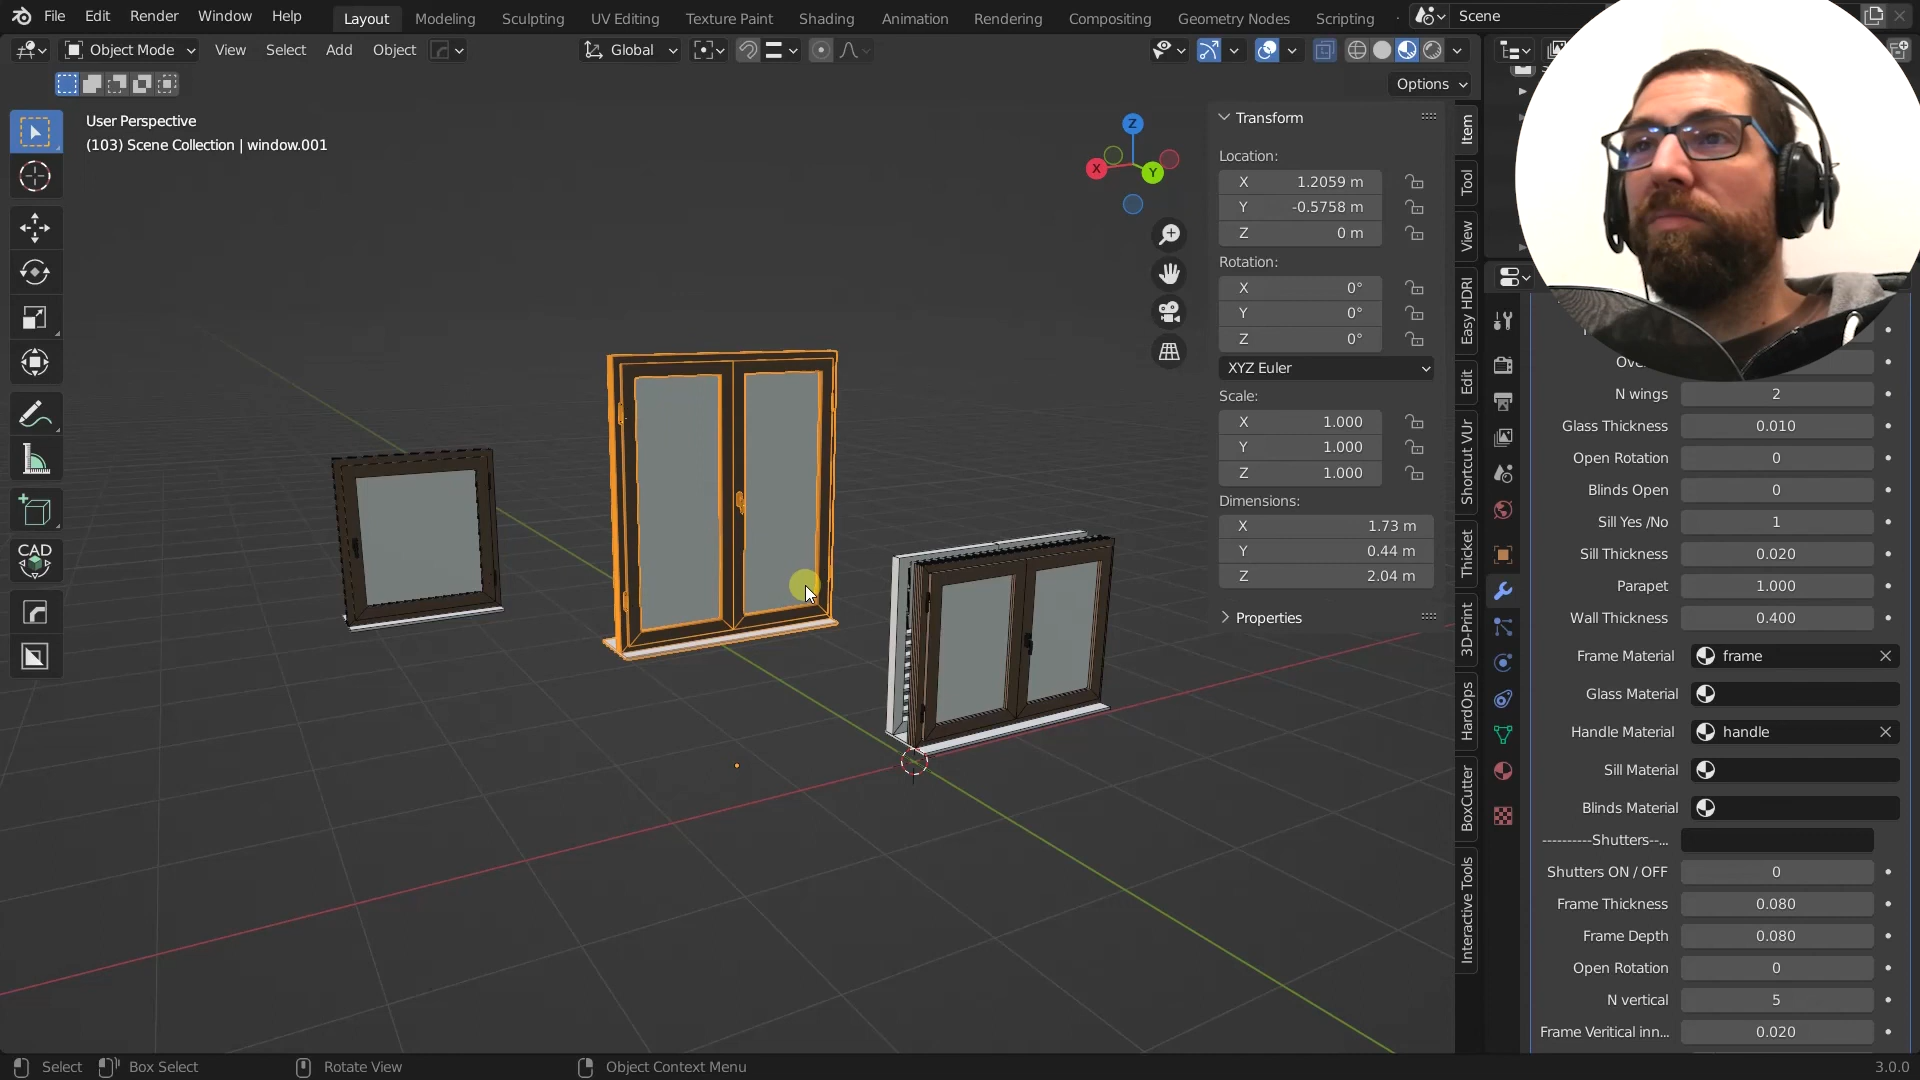 File Edit Render Window Help Layout Modeling Sculpting UV Editing Texture Paint Shading Animation Rendering Compositing Geometry Nodes Scripting Scene
Object Mode View Select Add Object Global
Options
User Perspective
(103) Scene Collection | window.001
Z
X
Y
CAD
Transform
Location:
X 1.2059 m
Y -0.5758 m
Z 0 m
Rotation:
X 0°
Y 0°
Z 0°
XYZ Euler
Scale:
X 1.000
Y 1.000
Z 1.000
Dimensions:
X 1.73 m
Y 0.44 m
Z 2.04 m
Properties
Item
Tool
View
Easy HDRI
Edit
Shortcut VUr
Thicket
3D-Print
HardOps
BoxCutter
Interactive Tools
N wings 2
Glass Thickness 0.010
Open Rotation 0
Blinds Open 0
Sill Yes /No 1
Sill Thickness 0.020
Parapet 1.000
Wall Thickness 0.400
Frame Material frame
Glass Material
Handle Material handle
Sill Material
Blinds Material
----------Shutters--...
Shutters ON / OFF 0
Frame Thickness 0.080
Frame Depth 0.080
Open Rotation 0
N vertical 5
Frame Veritical inn... 0.020
Select Box Select Rotate View Object Context Menu 3.0.0